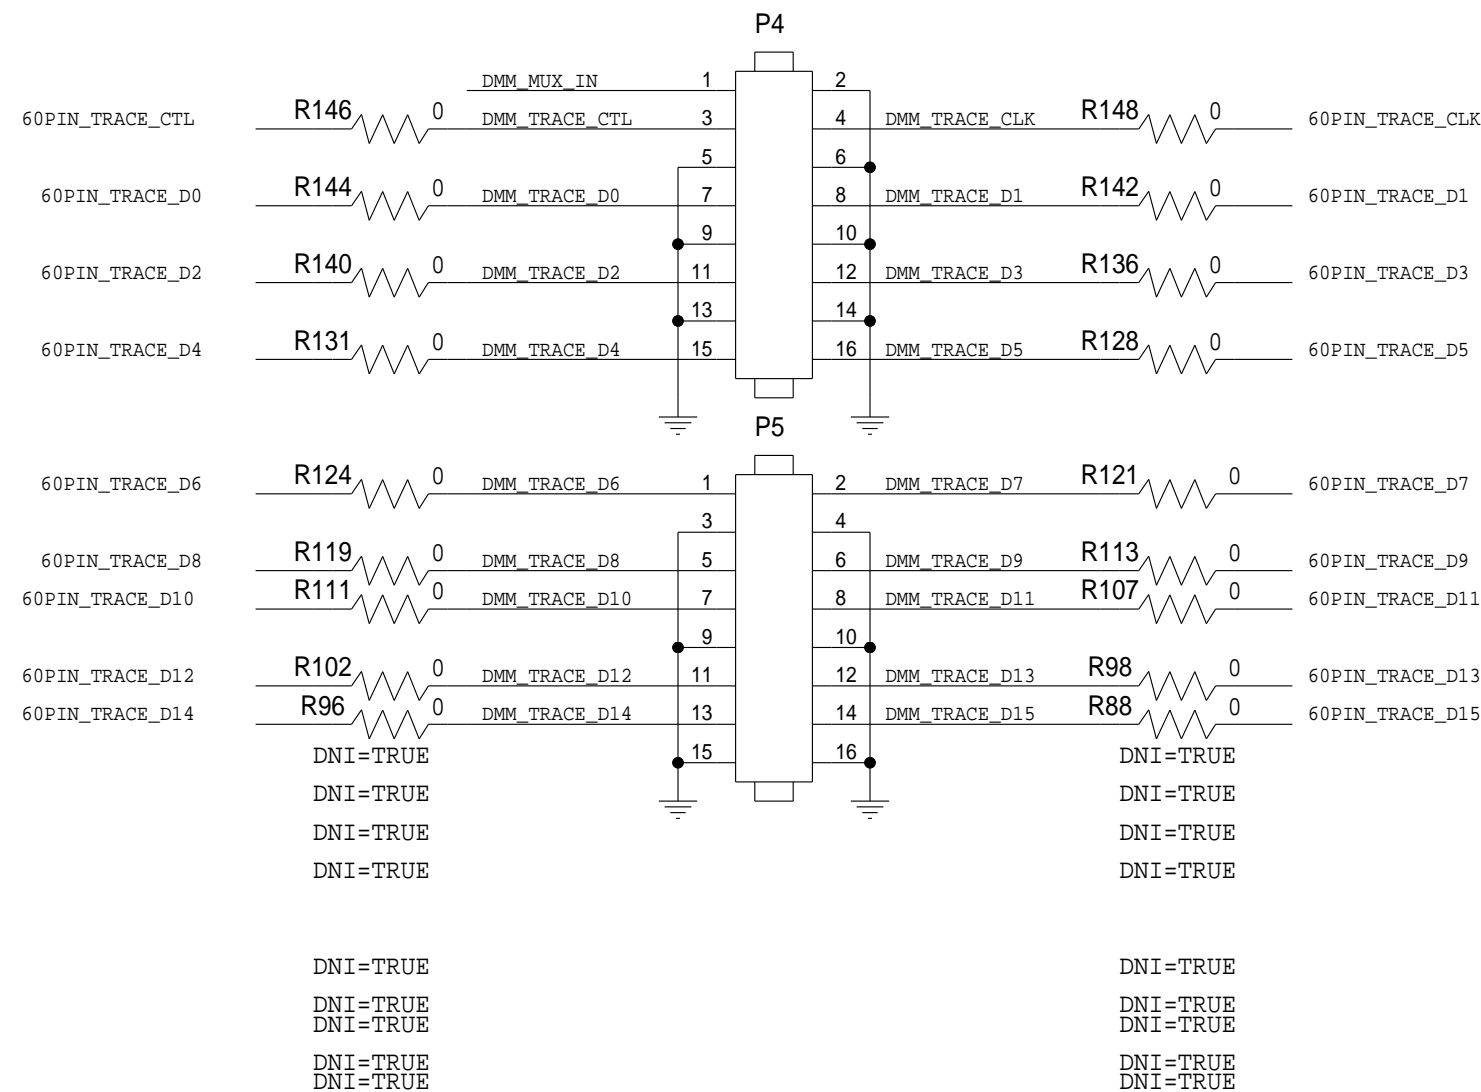 P4
DMM_MUX_IN 1 2
60PIN_TRACE_CTL R146 0 DMM_TRACE_CTL 3 4 DMM_TRACE_CLK R148 0 60PIN_TRACE_CLK
5 6
60PIN_TRACE_D0 R144 0 DMM_TRACE_D0 7 8 DMM_TRACE_D1 R142 0 60PIN_TRACE_D1
9 10
60PIN_TRACE_D2 R140 0 DMM_TRACE_D2 11 12 DMM_TRACE_D3 R136 0 60PIN_TRACE_D3
13 14
60PIN_TRACE_D4 R131 0 DMM_TRACE_D4 15 16 DMM_TRACE_D5 R128 0 60PIN_TRACE_D5
P5
60PIN_TRACE_D6 R124 0 DMM_TRACE_D6 1 2 DMM_TRACE_D7 R121 0 60PIN_TRACE_D7
3 4
60PIN_TRACE_D8 R119 0 DMM_TRACE_D8 5 6 DMM_TRACE_D9 R113 0 60PIN_TRACE_D9
60PIN_TRACE_D10 R111 0 DMM_TRACE_D10 7 8 DMM_TRACE_D11 R107 0 60PIN_TRACE_D11
9 10
60PIN_TRACE_D12 R102 0 DMM_TRACE_D12 11 12 DMM_TRACE_D13 R98 0 60PIN_TRACE_D13
60PIN_TRACE_D14 R96 0 DMM_TRACE_D14 13 14 DMM_TRACE_D15 R88 0 60PIN_TRACE_D15
15 16
DNI=TRUE DNI=TRUE
DNI=TRUE DNI=TRUE
DNI=TRUE DNI=TRUE
DNI=TRUE DNI=TRUE
DNI=TRUE DNI=TRUE
DNI=TRUE DNI=TRUE
DNI=TRUE DNI=TRUE
DNI=TRUE DNI=TRUE
DNI=TRUE DNI=TRUE